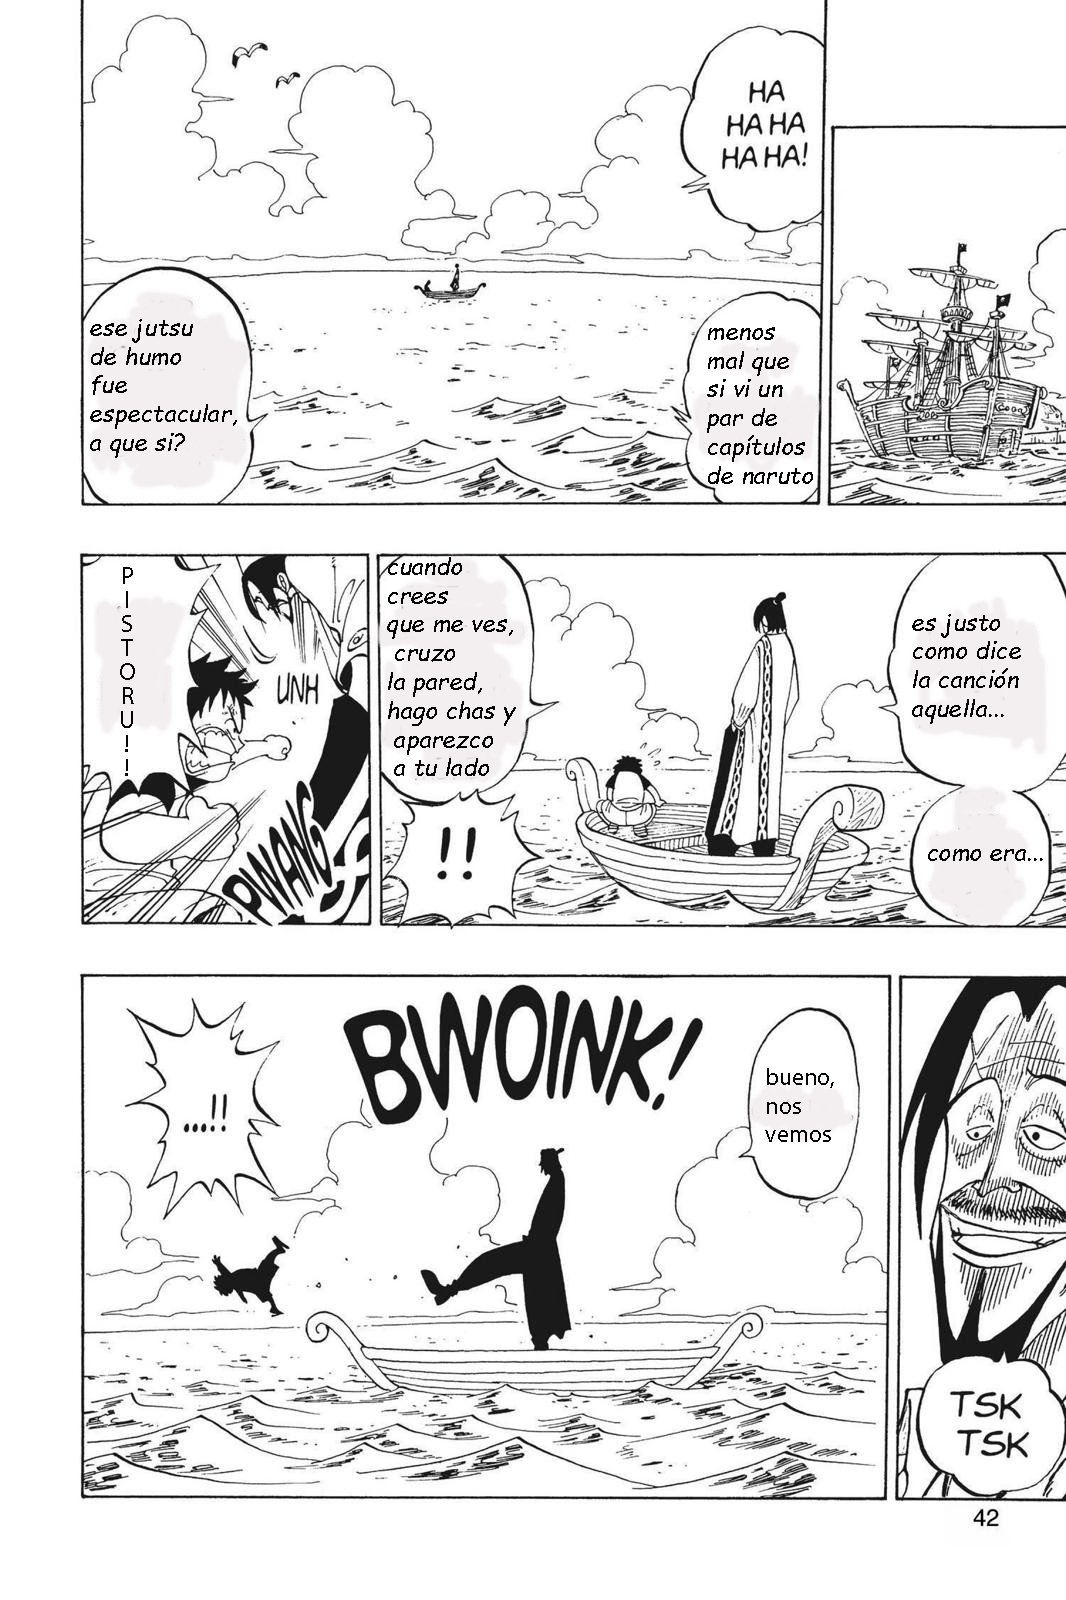 HA
HA HA
HA HA!
menos
mal que
si vi un
par de
capítulos
de naruto
ese jutsu
de humo
fue
espectacular,
a que si?
es justo
como dice
la canción
aquella...
como era...
cuando
crees
que me ves,
cruzo
la pared,
hago chas y
aparezco
a tu lado
!!
P
I
S
T
O
R
U
!
!
UNH
PWANG
TSK
TSK
bueno,
nos
vemos
BWOINK!
....!!
42